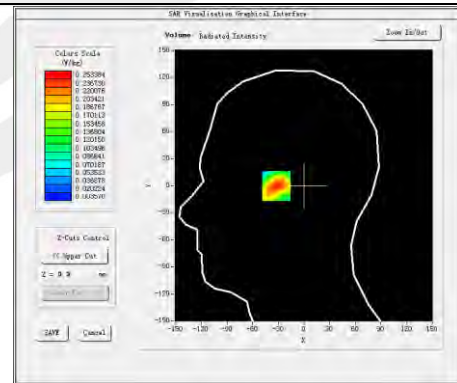 SAR Visualisation Graphical Interface
Volume Radiated Intensity
Zoom In/Out
Colors Scale
(W/kg)
0.253384
0.236730
0.220076
0.203421
0.186767
0.170113
0.153458
0.136804
0.120150
0.103496
0.086841
0.070187
0.053533
0.036878
0.020224
0.003570
Z-Cuts Control
Upper Cut
Z = 0.0 mm
SAVE
Cancel
150
120
90
60
30
0
-30
-60
-90
-120
-150
Y
-150 -120 -90 -60 -30 0 30 60 90 120 150
X